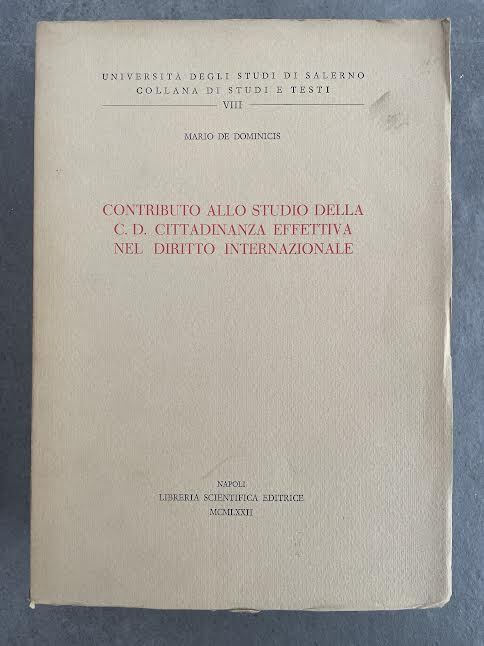 UNIVERSITÀ DEGLI STUDI DI SALERNO
COLLANA DI STUDI E TESTI
VIII
MARIO DE DOMINICIS
CONTRIBUTO ALLO STUDIO DELLA
C. D. CITTADINANZA EFFETTIVA
NEL DIRITTO INTERNAZIONALE
NAPOLI
LIBRERIA SCIENTIFICA EDITRICE
MCMLXXII